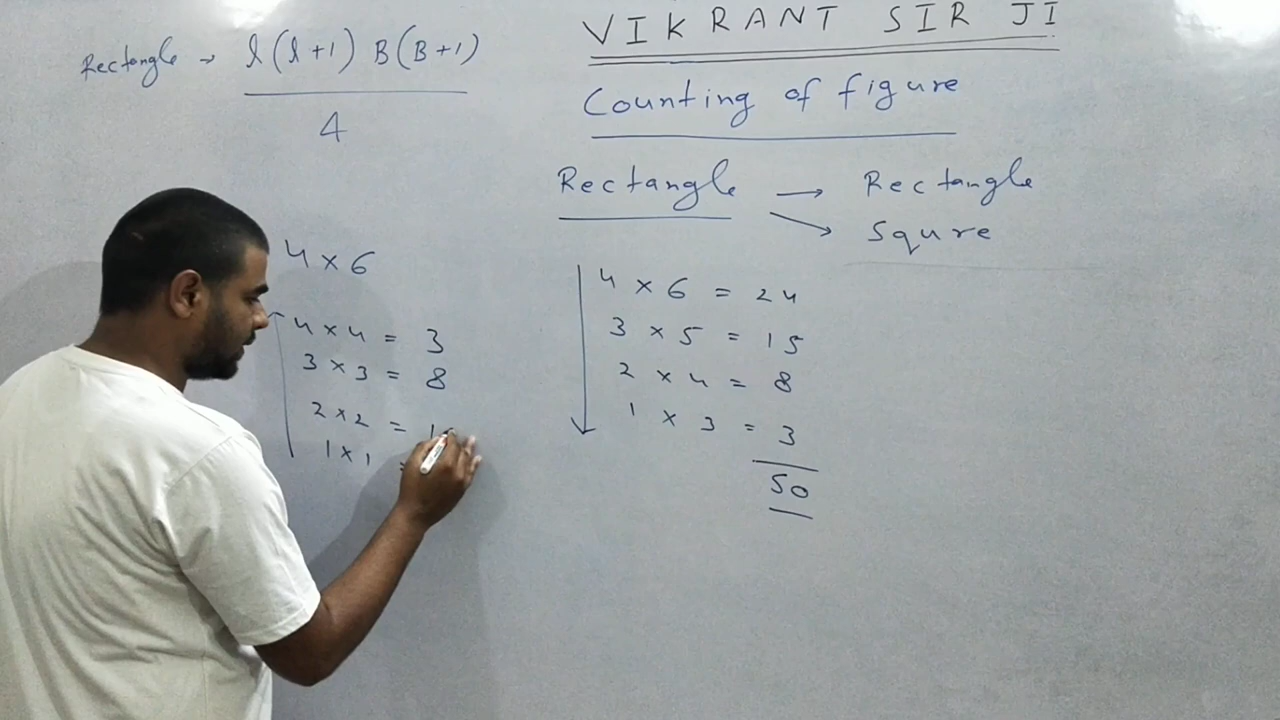 VIKRANT SIR JI
Rectangle → l(l+1) B(B+1)
4
Counting of figure
Rectangle → Rectangle
→ Squre
4 × 6
4 × 4 = 3
3 × 3 = 8
2 × 2 =
1 × 1 =
4 × 6 = 24
3 × 5 = 15
2 × 4 = 8
1 × 3 = 3
50